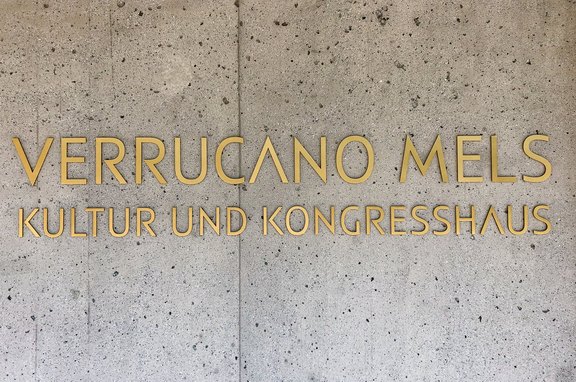 VERRUCANO MELS
KULTUR UND KONGRESSHAUS